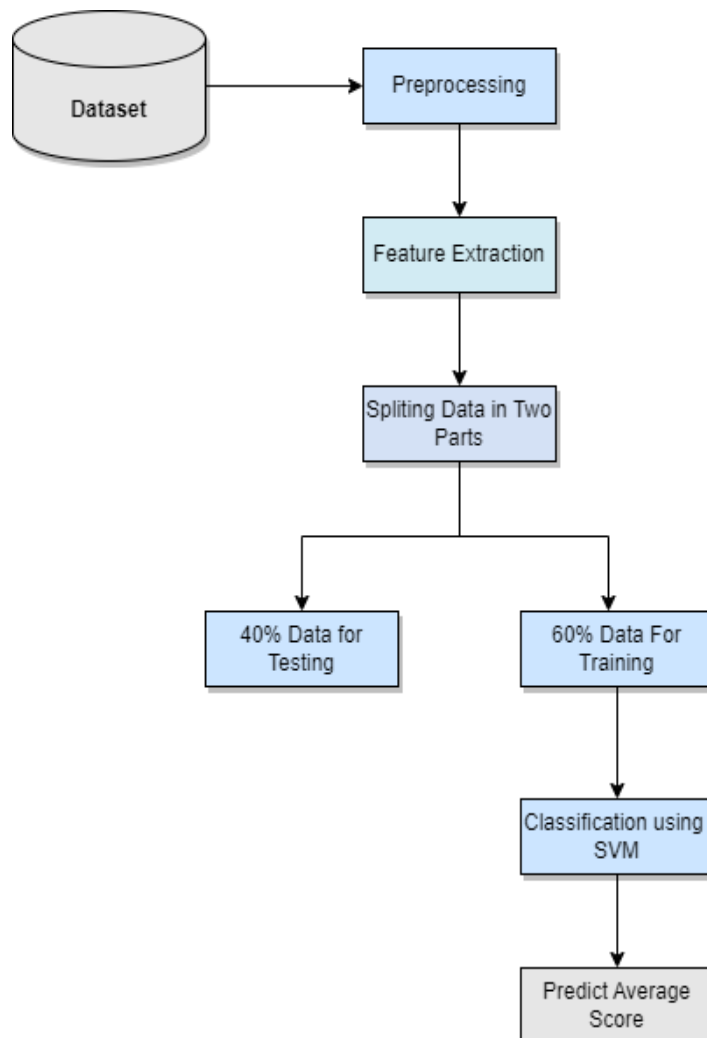 Dataset
Preprocessing
Feature Extraction
Spliting Data in Two
Parts
40% Data for
Testing
60% Data For
Training
Classification using
SVM
Predict Average
Score